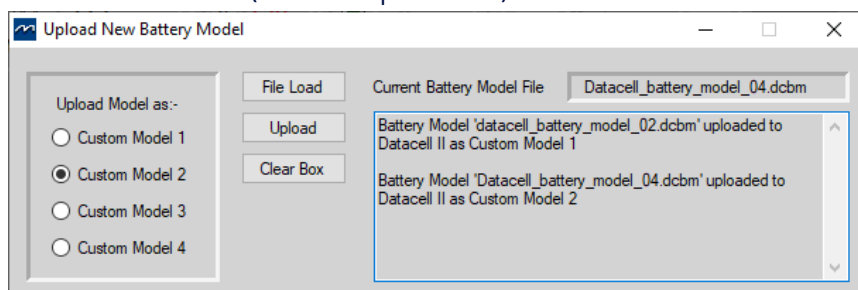 Upload New Battery Model
Upload Model as:-
Custom Model 1
Custom Model 2
Custom Model 3
Custom Model 4
File Load
Upload
Clear Box
Current Battery Model File
Datacell_battery_model_04.dcbm
Battery Model 'datacell_battery_model_02.dcbm' uploaded to
Datacell II as Custom Model 1
Battery Model 'Datacell_battery_model_04.dcbm' uploaded to
Datacell II as Custom Model 2